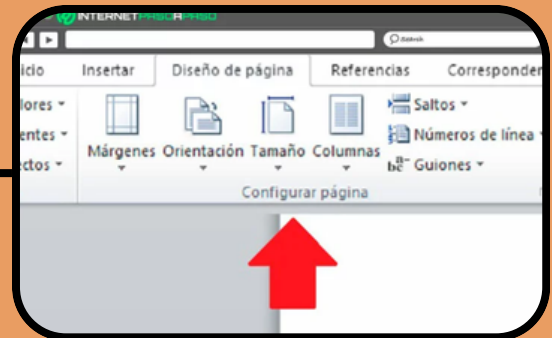 INTERNETPASOAPASO
Search
icio Insertar Diseño de página Referencias Corresponden
lores
entes
ectos
Márgenes Orientación Tamaño Columnas
Saltos
Números de línea
Guiones
Configurar página